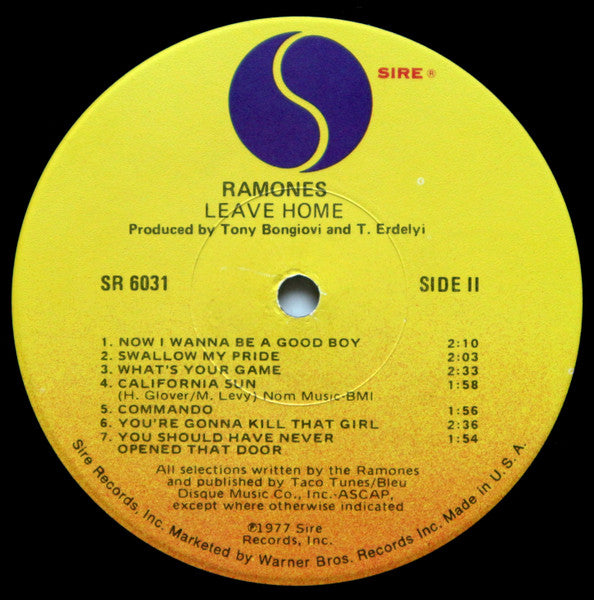 SIRE ®
RAMONES
LEAVE HOME
Produced by Tony Bongiovi and T. Erdelyi
SR 6031 SIDE II
1. NOW I WANNA BE A GOOD BOY 2:10
2. SWALLOW MY PRIDE 2:03
3. WHAT'S YOUR GAME 2:33
4. CALIFORNIA SUN 1:58
(H. Glover/M. Levy) Nom Music-BMI
5. COMMANDO 1:56
6. YOU'RE GONNA KILL THAT GIRL 2:36
7. YOU SHOULD HAVE NEVER 1:54
OPENED THAT DOOR
All selections written by the Ramones
and published by Taco Tunes/Bleu
Disque Music Co., Inc.-ASCAP,
except where otherwise indicated
℗1977 Sire
Records, Inc.
Sire Records, Inc. Marketed by Warner Bros. Records Inc. Made in U.S.A.